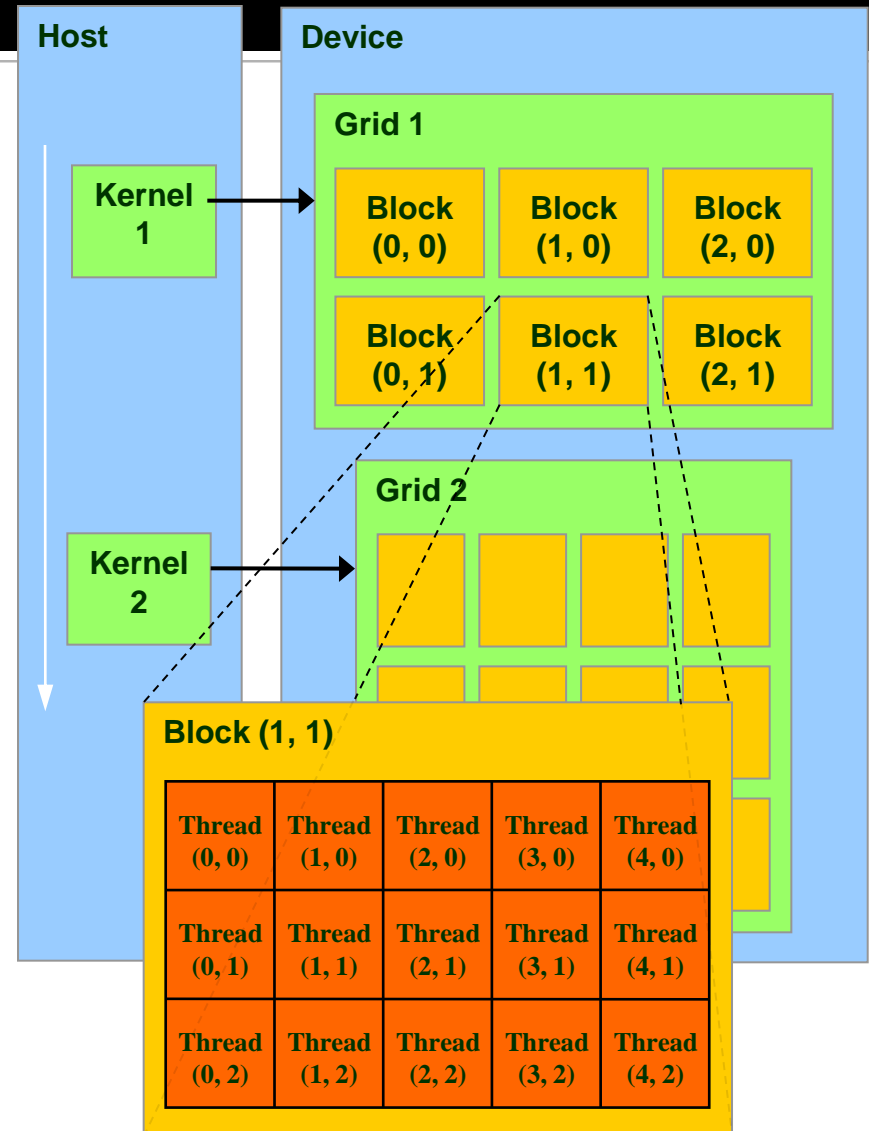 Host
Device
Grid 1
Kernel
1
Block
(0, 0)
Block
(1, 0)
Block
(2, 0)
Block
(0, 1)
Block
(1, 1)
Block
(2, 1)
Grid 2
Kernel
2
Block (1, 1)
Thread
(0, 0)
Thread
(1, 0)
Thread
(2, 0)
Thread
(3, 0)
Thread
(4, 0)
Thread
(0, 1)
Thread
(1, 1)
Thread
(2, 1)
Thread
(3, 1)
Thread
(4, 1)
Thread
(0, 2)
Thread
(1, 2)
Thread
(2, 2)
Thread
(3, 2)
Thread
(4, 2)